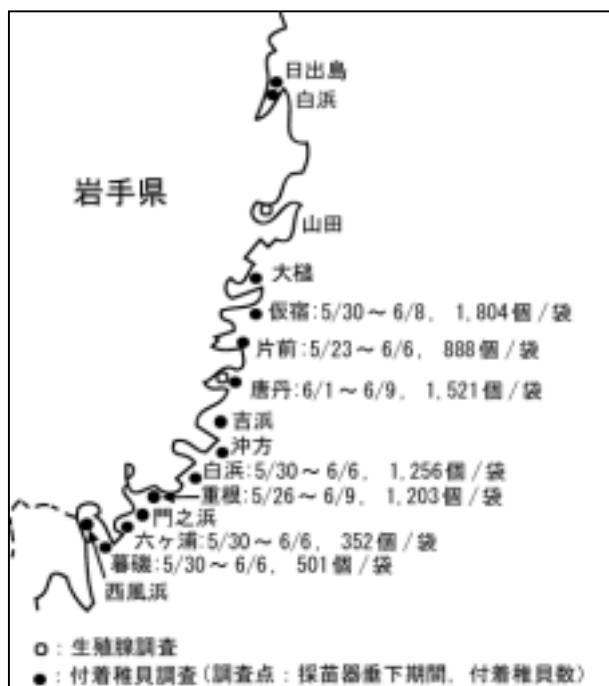 日出島
白浜
岩手県
山田
大槌
仮宿:5/30～6/8, 1,804個/袋
片前:5/23～6/6, 888個/袋
唐丹:6/1～6/9, 1,521個/袋
吉浜
沖方
白浜:5/30～6/6, 1,256個/袋
重根:5/26～6/9, 1,203個/袋
門之浜
六ヶ浦:5/30～6/6, 352個/袋
蟇磯:5/30～6/6, 501個/袋
西風浜
: 生殖腺調査
: 付着稚貝調査(調査点:採苗器垂下期間, 付着稚貝数)